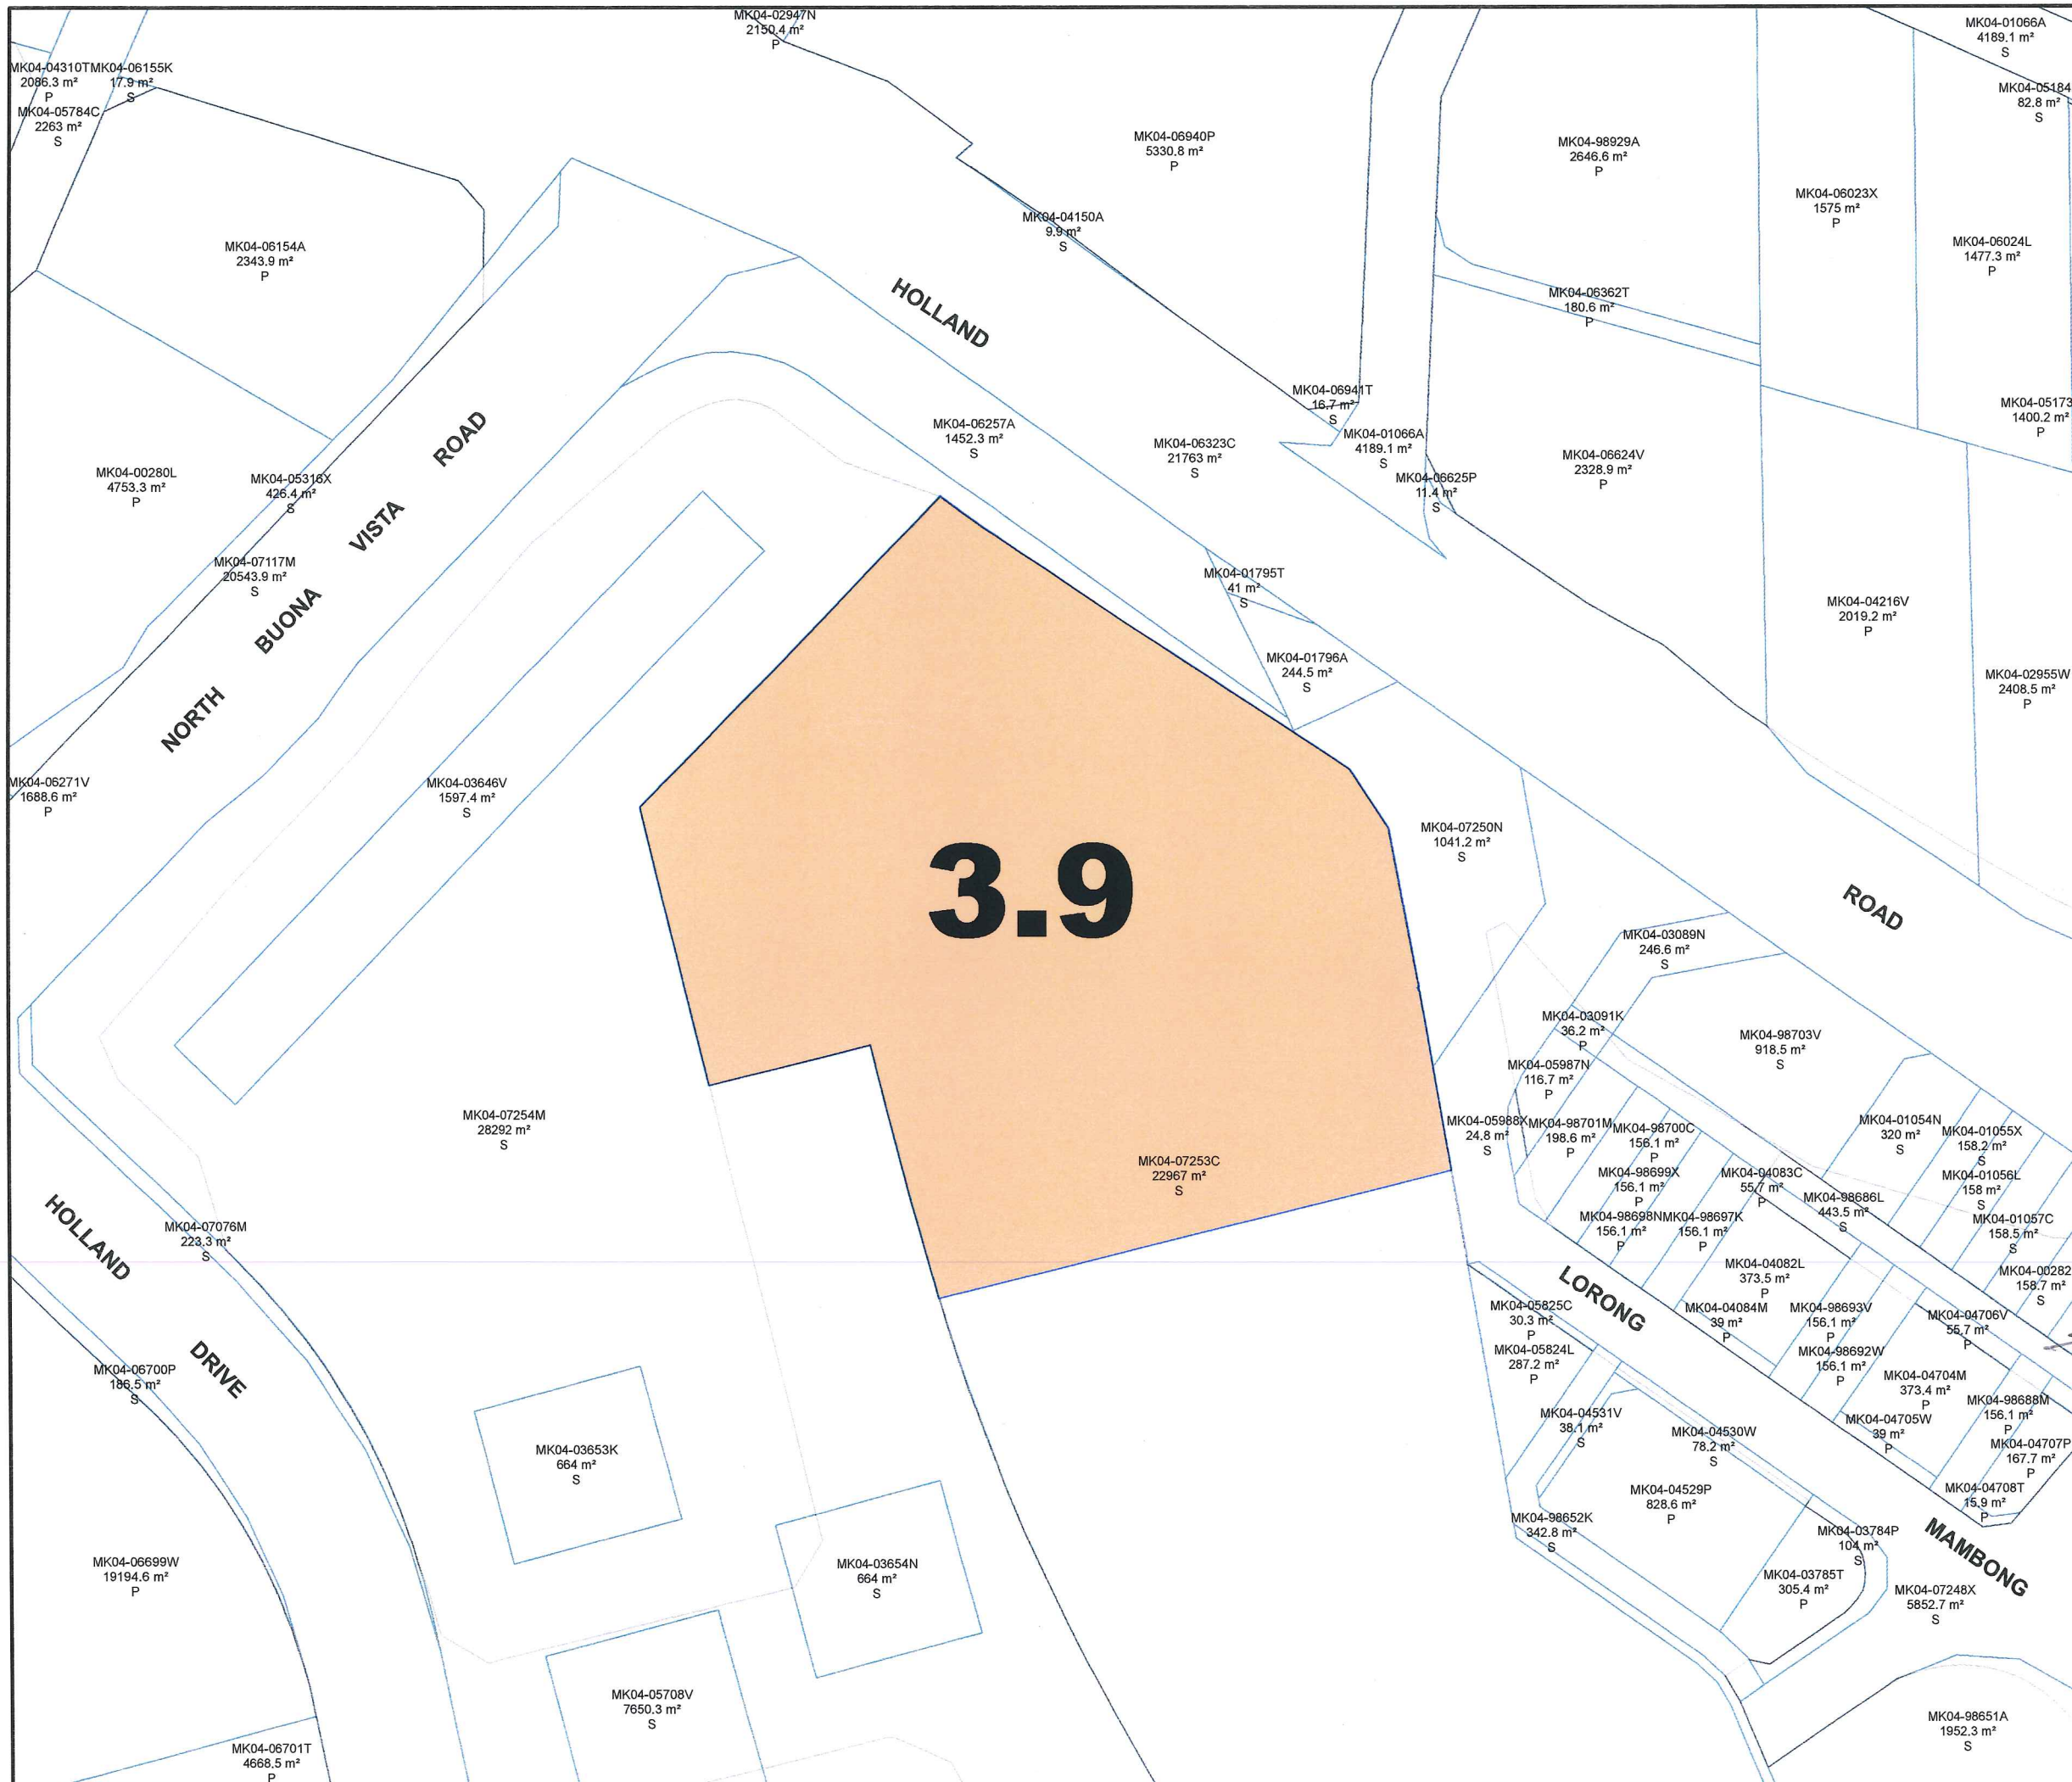 MK04-02947N
2150.4 m²
P
MK04-01066A
4189.1 m²
S
MK04-04310T
2086.3 m²
P
MK04-06155K
17.9 m²
S
MK04-05784C
2263 m²
S
MK04-05184
82.8 m²
S
MK04-06940P
5330.8 m²
P
MK04-98929A
2646.6 m²
P
MK04-06023X
1575 m²
P
MK04-04150A
9.9 m²
S
MK04-06154A
2343.9 m²
P
MK04-06024L
1477.3 m²
P
HOLLAND
MK04-06362T
180.6 m²
P
MK04-06941T
16.7 m²
S
MK04-05173
1400.2 m²
P
ROAD
MK04-06257A
1452.3 m²
S
MK04-06323C
21763 m²
S
MK04-01066A
4189.1 m²
S
MK04-06624V
2328.9 m²
P
MK04-00280L
4753.3 m²
P
MK04-05316X
426.4 m²
S
MK04-06625P
11.4 m²
S
VISTA
MK04-07117M
20543.9 m²
S
MK04-01795T
41 m²
S
BUONA
MK04-04216V
2019.2 m²
P
MK04-01796A
244.5 m²
S
MK04-02955W
2408.5 m²
P
NORTH
MK04-06271V
1688.6 m²
P
MK04-03646V
1597.4 m²
S
MK04-07250N
1041.2 m²
S
3.9
ROAD
MK04-03089N
246.6 m²
S
MK04-03091K
36.2 m²
P
MK04-98703V
918.5 m²
S
MK04-05987N
116.7 m²
P
MK04-07254M
28292 m²
S
MK04-05988X
24.8 m²
S
MK04-98701M
198.6 m²
P
MK04-98700C
156.1 m²
P
MK04-01054N
320 m²
S
MK04-01055X
158.2 m²
S
MK04-07253C
22967 m²
S
MK04-98699X
156.1 m²
P
MK04-04083C
55.7 m²
P
MK04-01056L
158 m²
S
MK04-98686L
443.5 m²
S
MK04-98698N
156.1 m²
P
MK04-98697K
156.1 m²
P
MK04-01057C
158.5 m²
S
HOLLAND
MK04-07076M
223.3 m²
S
MK04-04082L
373.5 m²
P
MK04-00282
158.7 m²
S
LORONG
MK04-05825C
30.3 m²
P
MK04-04084M
39 m²
P
MK04-98693V
156.1 m²
P
MK04-04706V
55.7 m²
P
MK04-05824L
287.2 m²
P
MK04-98692W
156.1 m²
P
DRIVE
MK04-06700P
186.5 m²
S
MK04-04704M
373.4 m²
P
MK04-98688M
156.1 m²
P
MK04-04531V
38.1 m²
S
MK04-04530W
78.2 m²
S
MK04-04705W
39 m²
P
MK04-04707P
167.7 m²
P
MK04-03653K
664 m²
S
MK04-04529P
828.6 m²
P
MK04-04708T
15.9 m²
P
MK04-98652K
342.8 m²
S
MK04-03784P
104 m²
S
MAMBONG
MK04-06699W
19194.6 m²
P
MK04-03654N
664 m²
S
MK04-03785T
305.4 m²
P
MK04-07248X
5852.7 m²
S
MK04-05708V
7650.3 m²
S
MK04-98651A
1952.3 m²
S
MK04-06701T
4668.5 m²
P